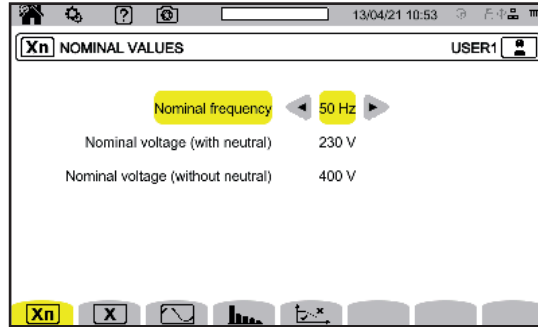 ? 13/04/21 10:53
Xn NOMINAL VALUES USER1
Nominal frequency 50 Hz
Nominal voltage (with neutral) 230 V
Nominal voltage (without neutral) 400 V
Xn X